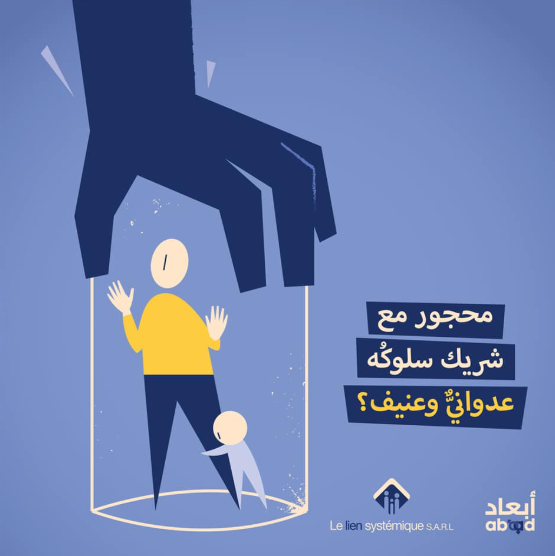 محجور مع
شريك سلوكُه
عدوانيٌّ وعنيف؟
Le lien systémique S.A.R.L
أبعاد
abaad